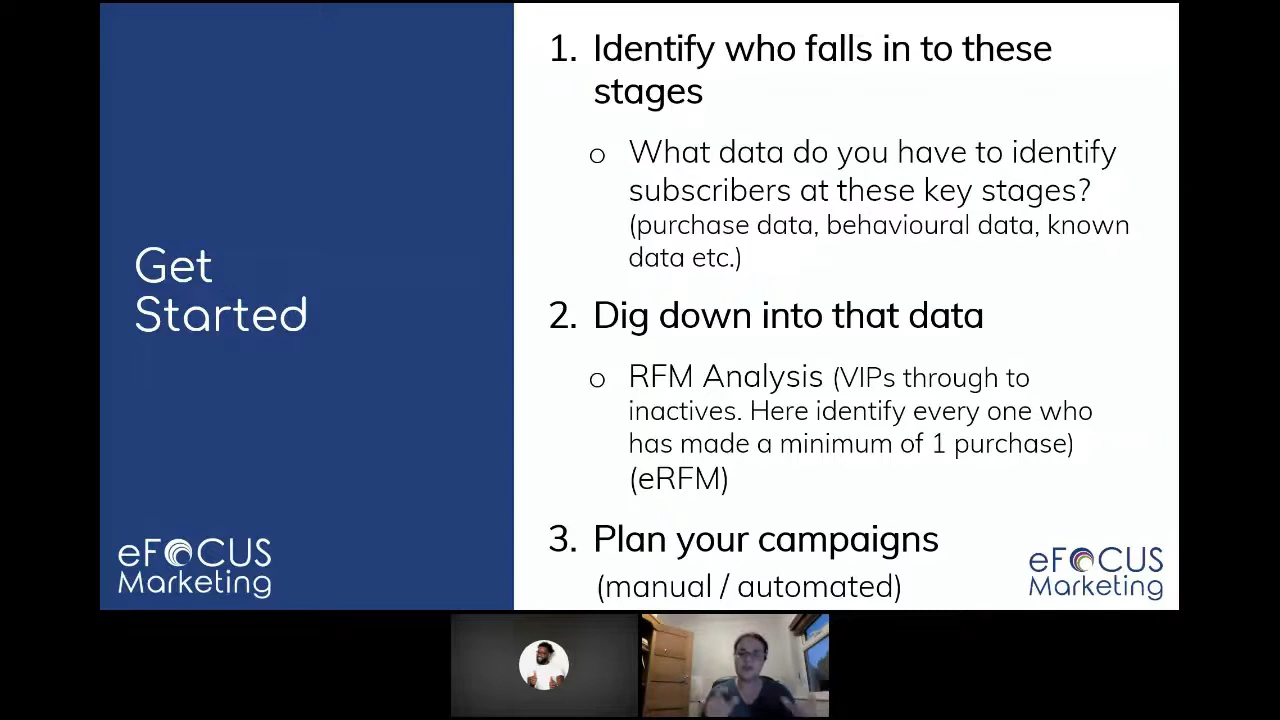 Get
Started
eFOCUS
Marketing
1. Identify who falls in to these
stages
o What data do you have to identify
subscribers at these key stages?
(purchase data, behavioural data, known
data etc.)
2. Dig down into that data
o RFM Analysis (VIPs through to
inactives. Here identify every one who
has made a minimum of 1 purchase)
(eRFM)
3. Plan your campaigns
(manual / automated)
eFOCUS
Marketing